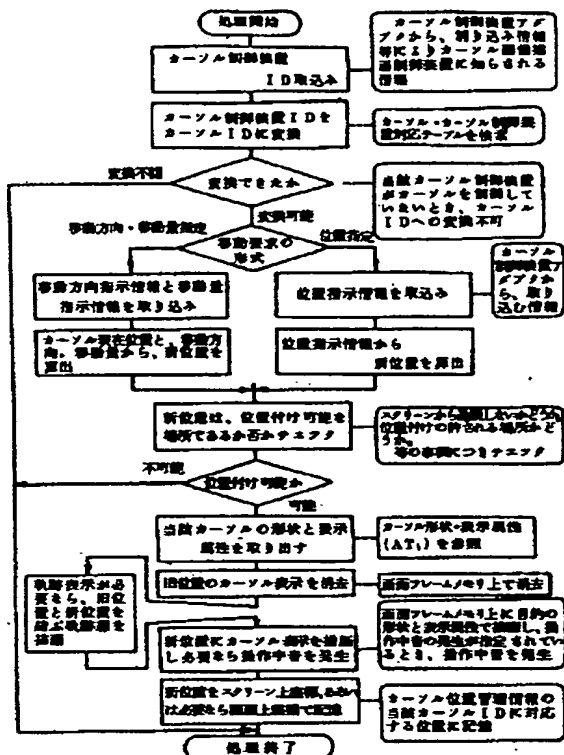 処理開始
カーソル制御装置
ID取込み
カーソル制御装置アダ
プタから、割り込み情報
等によりカーソル
制御装置に知らされる
情報
カーソル制御装置IDを
カーソルIDに変換
カーソル・カーソル制御装
置対応テーブルを検索
変換不可
変換できたか
変換可能
当該カーソル制御装置
がカーソルを制御して
いないとき、カーソル
IDへの変換不可
移動方向・移動量指定
移動要求の
形式
位置指定
移動方向指示情報と移動量
指示情報を取り込み
位置指示情報を取込み
カーソル
制御装置ア
ダプタか
ら、取り
込む情報
カーソル現在位置と、移動方
向、移動量から、新位置を
算出
位置指示情報から
新位置を算出
新位置は、位置付け可能な
場所であるか否かチェック
スクリーンから
位置付けの許される場所かど
うか。
等の事項につきチェック
不可能
位置付け可能か
可能
当該カーソルの形状と表示
属性を取り出す
カーソル形状・表示属性
(AT₁)を参照
旧位置のカーソル表示を消去
画面フレームメモリ上で消去
軌跡表示が必
要なら、旧位
置と新位置を
結ぶ軌跡を
描画
新位置にカーソル表示を描画
し必要なら操作中音を発生
画面フレームメモリ上に目的の
形状と表示属性で描画し、操
作中音の発生が指定されてい
るとき、操作中音を発生
新位置をスクリーン上座標、あるい
は必要なら画面上座標で記憶
カーソル位置管理情報の
当該カーソルIDに対応
する位置に記憶
処理終了